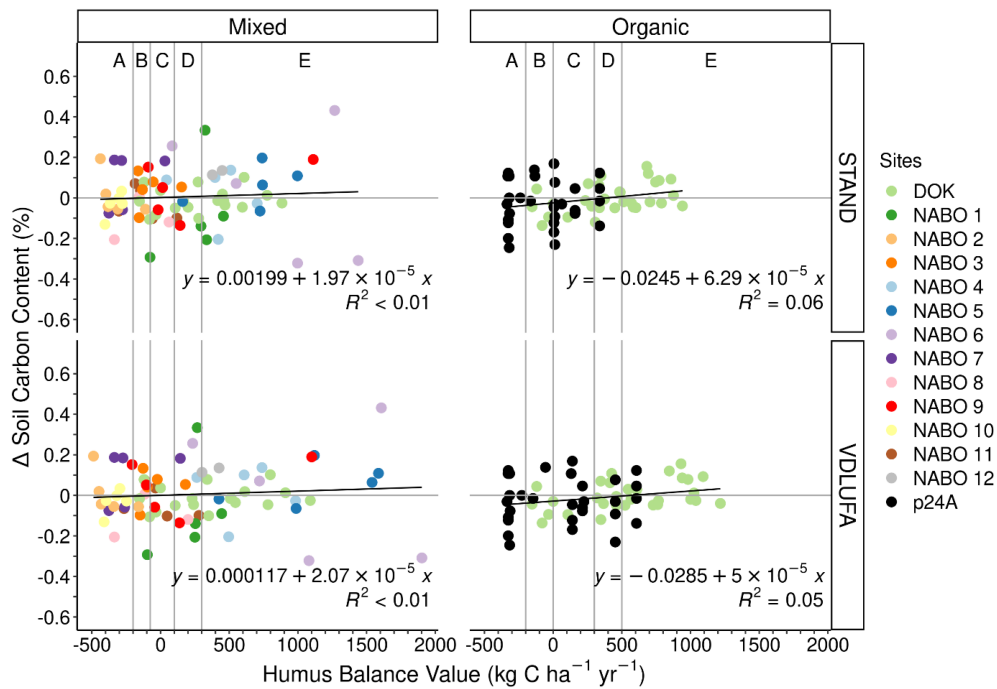 Mixed
Organic
A B C D E
A B C D E
STAND
VDLUFA
0.6
0.4
0.2
0
-0.2
-0.4
-0.6
0.6
0.4
0.2
0
-0.2
-0.4
-0.6
y = 0.00199 + 1.97 × 10⁻⁵ x
R² < 0.01
y = − 0.0245 + 6.29 × 10⁻⁵ x
R² = 0.06
y = 0.000117 + 2.07 × 10⁻⁵ x
R² < 0.01
y = − 0.0285 + 5 × 10⁻⁵ x
R² = 0.05
-500 0 500 1000 1500 2000
-500 0 500 1000 1500 2000
Humus Balance Value (kg C ha⁻¹ yr⁻¹)
Δ Soil Carbon Content (%)
Sites
DOK
NABO 1
NABO 2
NABO 3
NABO 4
NABO 5
NABO 6
NABO 7
NABO 8
NABO 9
NABO 10
NABO 11
NABO 12
p24A